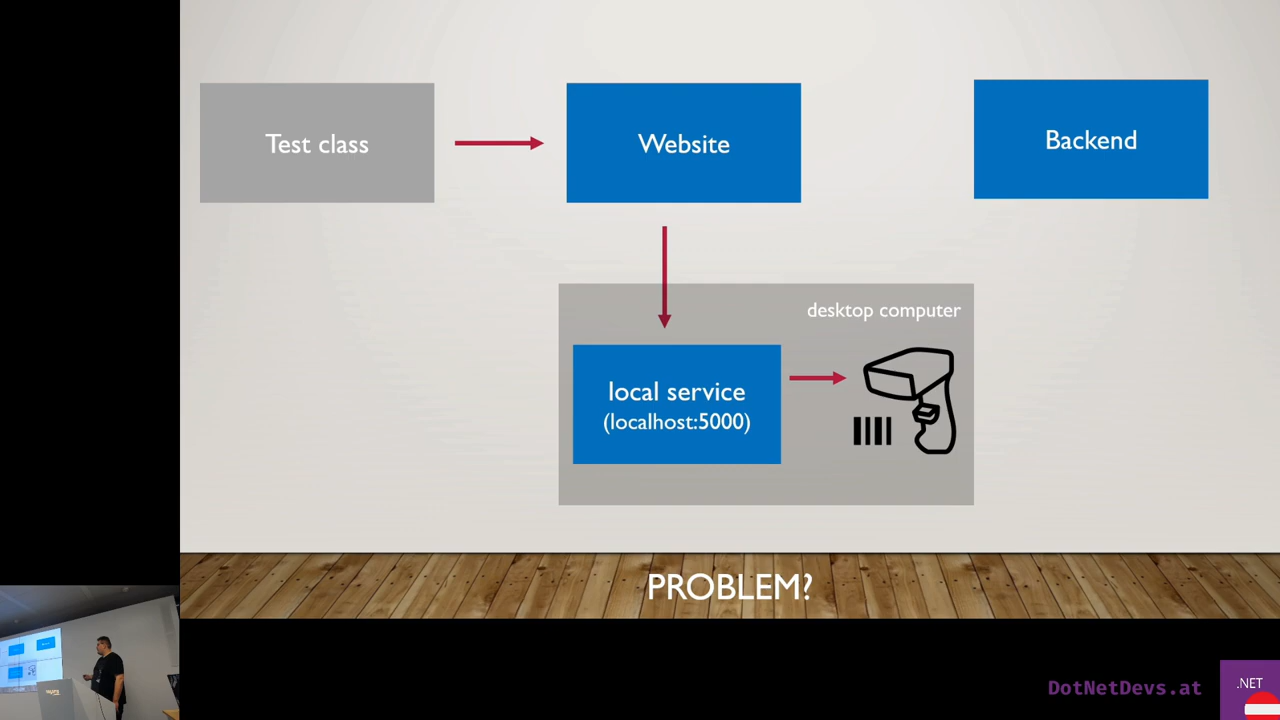 Test class
Website
Backend
desktop computer
local service
(localhost:5000)
PROBLEM?
DotNetDevs.at
.NET